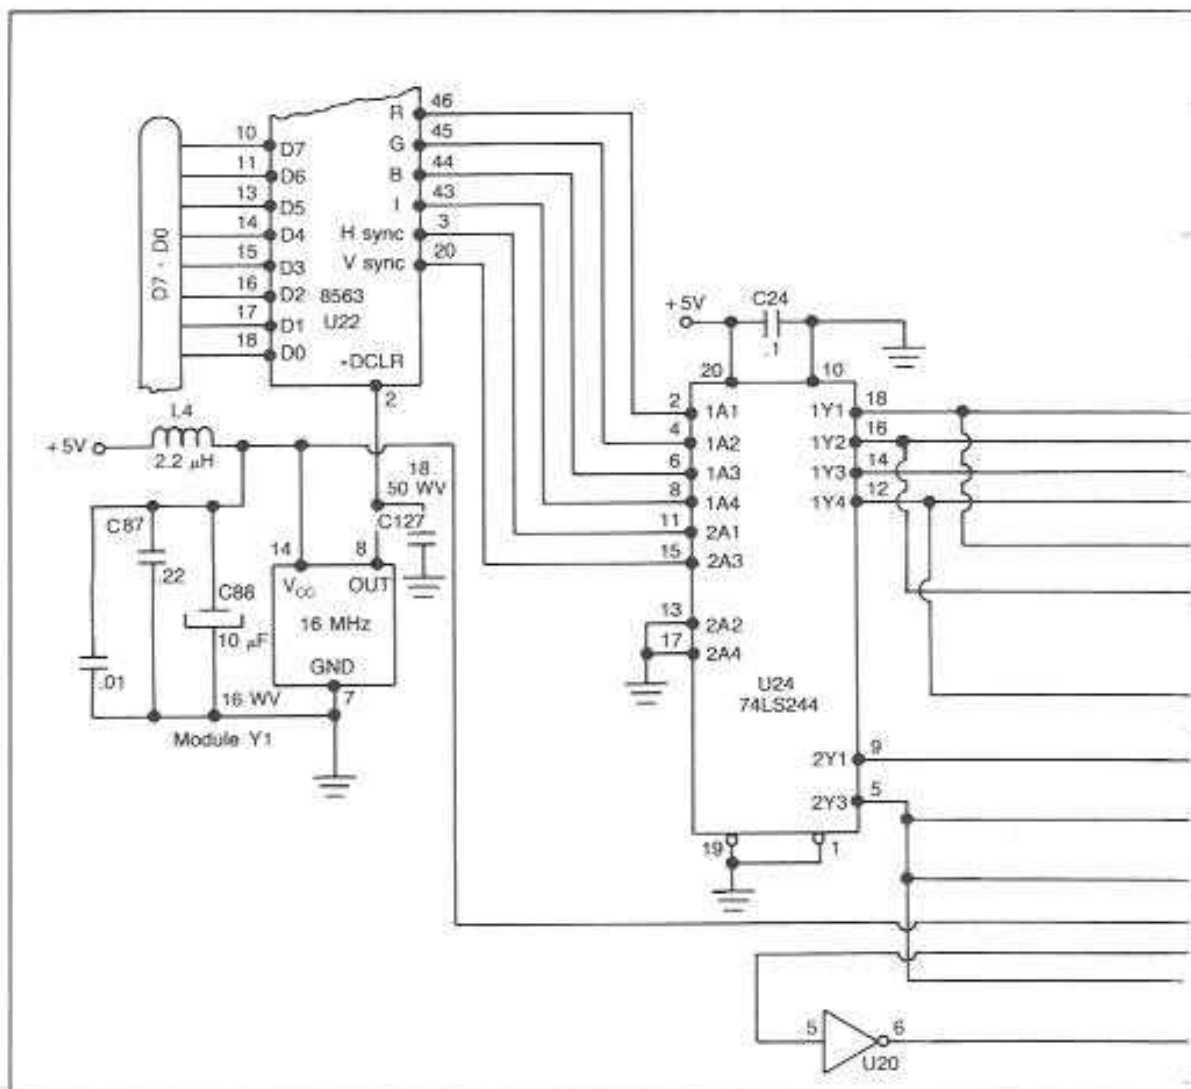 D7 - D0
10
11
13
14
15
16
17
18
D7
D6
D5
D4
D3
D2
D1
D0
R
G
B
I
H sync
V sync
8563
U22
-DCLR
46
45
44
43
3
20
2
L4
+5V
2.2 μH
C87
.22
C88
10 μF
16 WV
.01
18
50 WV
C127
14
8
VCC
OUT
16 MHz
GND
7
Module Y1
+5V
C24
.1
20
10
2
4
6
8
11
15
13
17
1A1
1A2
1A3
1A4
2A1
2A3
2A2
2A4
1Y1
1Y2
1Y3
1Y4
18
16
14
12
U24
74LS244
2Y1
9
2Y3
5
19
1
5
6
U20